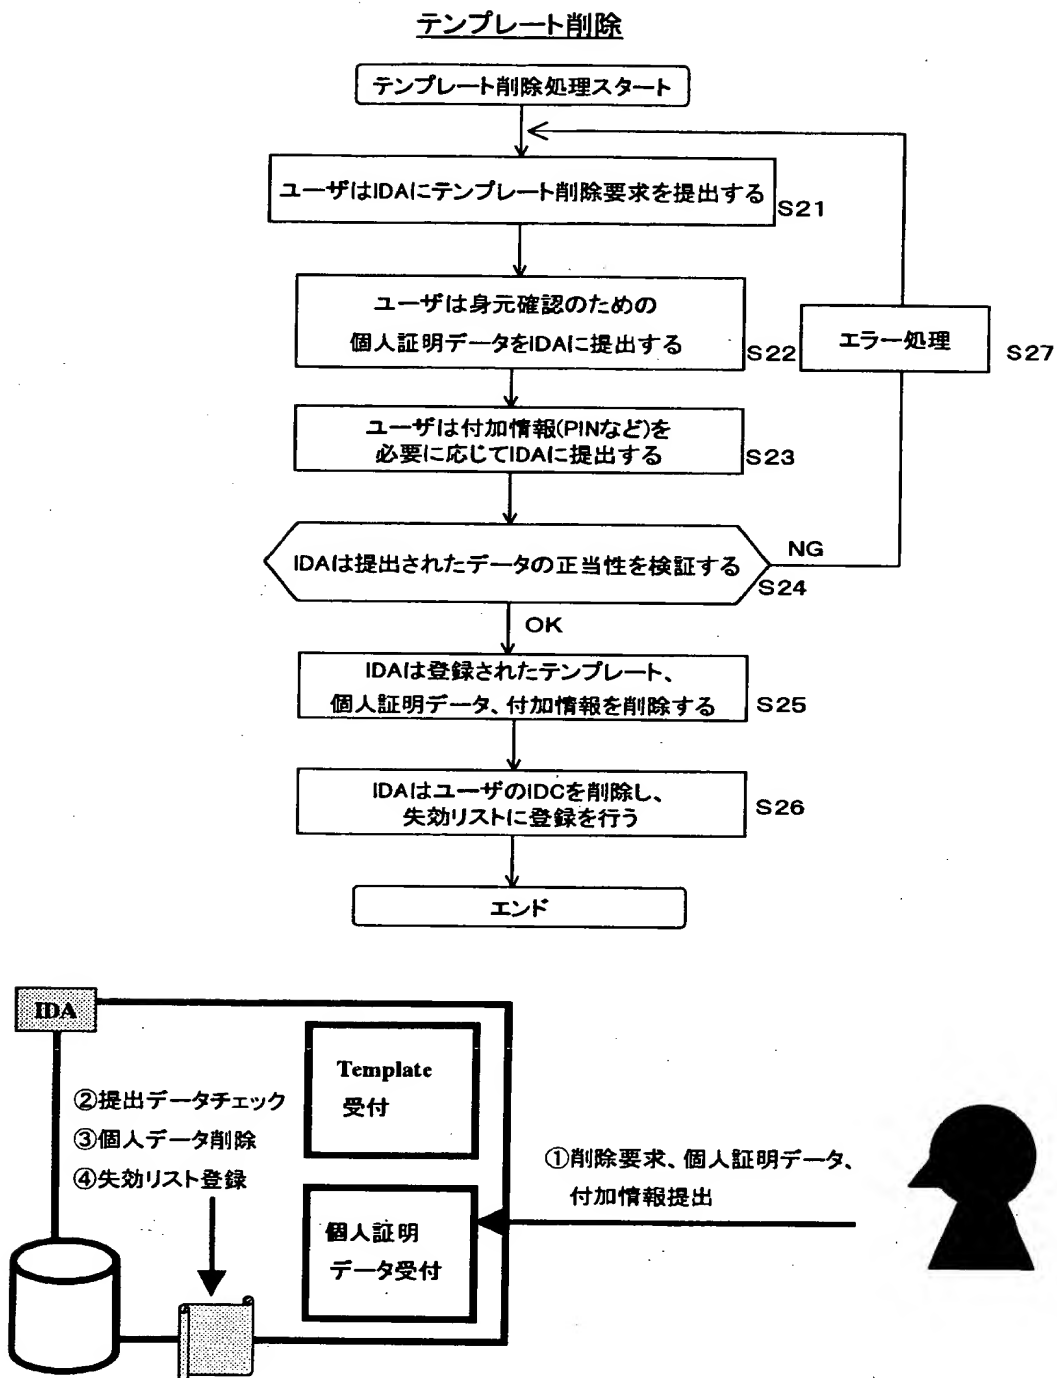 テンプレート削除
テンプレート削除処理スタート
ユーザはIDAにテンプレート削除要求を提出する
S21
ユーザは身元確認のための
個人証明データをIDAに提出する
S22
エラー処理
S27
ユーザは付加情報(PINなど)を
必要に応じてIDAに提出する
S23
IDAは提出されたデータの正当性を検証する
NG
S24
OK
IDAは登録されたテンプレート、
個人証明データ、付加情報を削除する
S25
IDAはユーザのIDCを削除し、
失効リストに登録を行う
S26
エンド
IDA
Template
受付
②提出データチェック
③個人データ削除
④失効リスト登録
①削除要求、個人証明データ、
付加情報提出
個人証明
データ受付